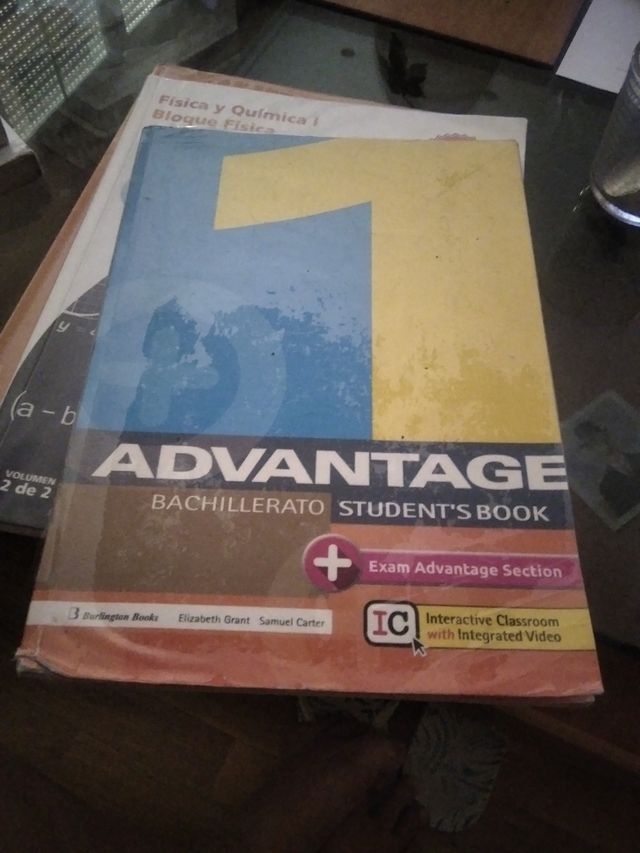 Física y Química I
Bloque Física
1
y =
(a - b
VOLUMEN
2 de 2
ADVANTAGE
BACHILLERATO STUDENT'S BOOK
+ Exam Advantage Section
B Burlington Books Elizabeth Grant Samuel Carter
IC Interactive Classroom
with Integrated Video